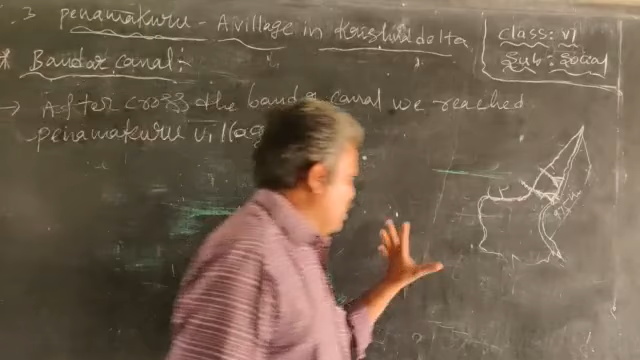 .3 penamakuru - A village in Krishna delta
Class: VI
Sub: Social
* Bandar canal:-
→ After cross the bandar canal we reached
penamakuru village